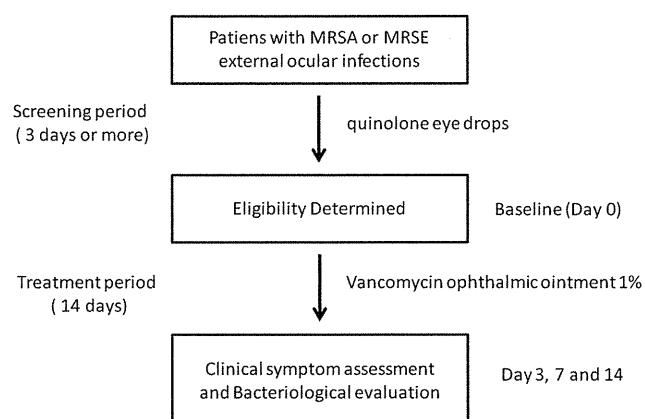 Patiens with MRSA or MRSE
external ocular infections
Screening period
( 3 days or more)
quinolone eye drops
Eligibility Determined
Baseline (Day 0)
Treatment period
( 14 days)
Vancomycin ophthalmic ointment 1%
Clinical symptom assessment
and Bacteriological evaluation
Day 3, 7 and 14